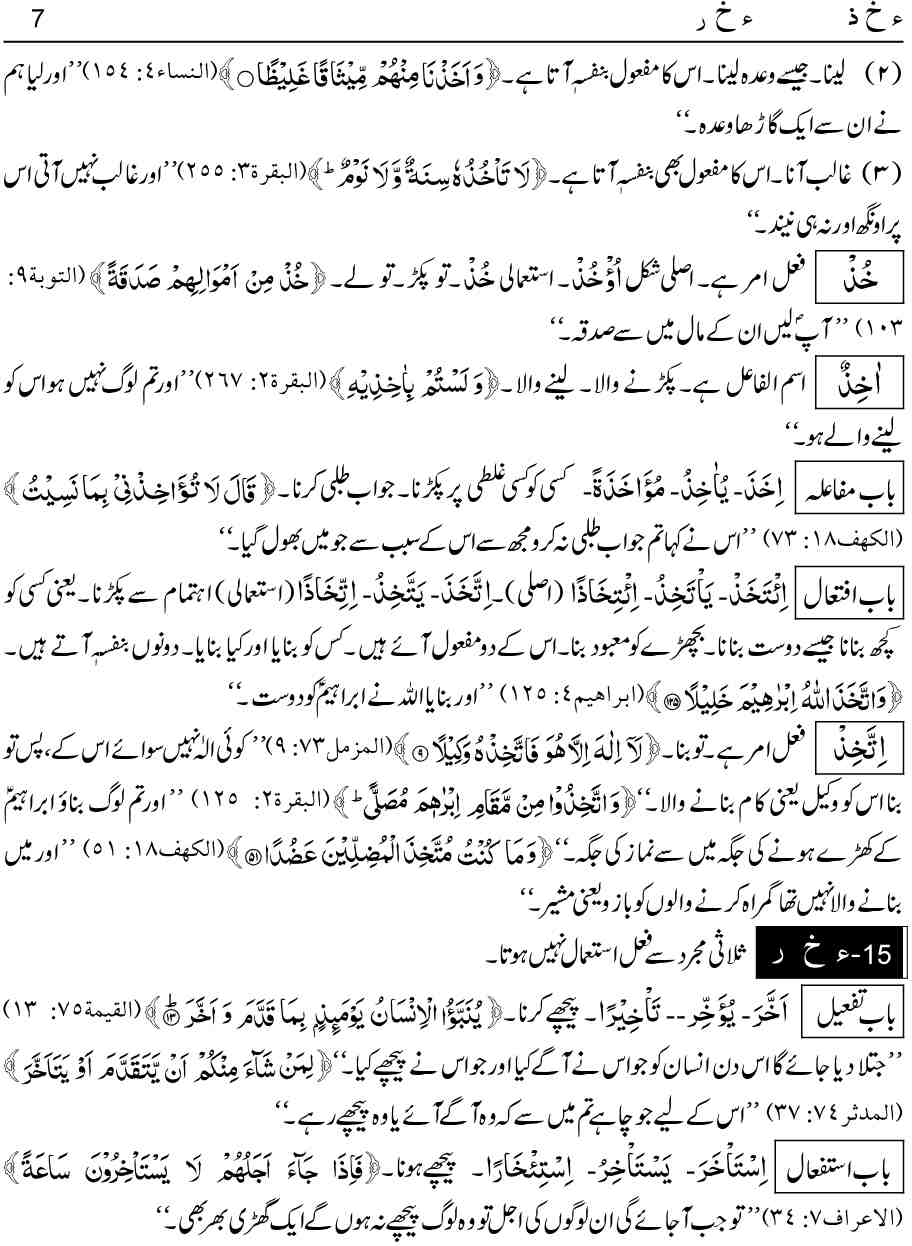 ء خ ذ ء خ ر 7
(۲) لینا۔ جیسے وعدہ لینا۔ اس کا مفعول بنفسہٖ آتا ہے۔ ﴿وَاَخَذْنَا مِنْهُمْ مِّيْثَاقًا غَلِيْظًا○﴾ (النساء٤: ١٥٤) ’’اور لیا ہم
نے ان سے ایک گاڑھا وعدہ۔‘‘
(۳) غالب آنا۔ اس کا مفعول بھی بنفسہٖ آتا ہے۔ ﴿لَا تَاْخُذُهٗ سِنَةٌ وَّلَا نَوْمٌ ؕ﴾ (البقرة٣: ٢٥٥) ’’اور غالب نہیں آتی اس
پر اونگھ اور نہ ہی نیند۔‘‘
خُذْ فعل امر ہے۔ اصلی شکل اُؤْخُذْ۔ استعمالی خُذْ۔ تو پکڑ۔ تو لے۔ ﴿خُذْ مِنْ اَمْوَالِهِمْ صَدَقَةً﴾ (التوبة٩:
١٠٣) ’’آپؐ لیں ان کے مال میں سے صدقہ۔‘‘
اٰخِذٌ اسم الفاعل ہے۔ پکڑنے والا۔ لینے والا۔ ﴿وَلَسْتُمْ بِاٰخِذِيْهِ﴾ (البقرة٢: ٢٦٧) ’’اور تم لوگ نہیں ہو اس کو
لینے والے ہو۔‘‘
باب مفاعلہ اٰخَذَ- يُاٰخِذُ- مُؤَاخَذَةً- کسی کو کسی غلطی پر پکڑنا۔ جواب طلبی کرنا۔ ﴿قَالَ لَا تُؤَاخِذْنِيْ بِمَا نَسِيْتُ﴾
(الكهف١٨: ٧٣) ’’اس نے کہا تم جواب طلبی نہ کرو مجھ سے اس کے سبب سے جو میں بھول گیا۔‘‘
باب افتعال اِئْتَخَذَ- يَاْتَخِذُ- اِئْتِخَاذًا (اصلی)۔ اِتَّخَذَ- يَتَّخِذُ- اِتِّخَاذًا (استعمالی) اہتمام سے پکڑنا۔ یعنی کسی کو
کچھ بنانا جیسے دوست بنانا۔ بچھڑے کو معبود بنا۔ اس کے دو مفعول آئے ہیں۔ کس کو بنایا اور کیا بنایا۔ دونوں بنفسہٖ آتے ہیں۔
﴿وَاتَّخَذَ اللهُ اِبْرٰهِيْمَ خَلِيْلًا ١٢٥﴾ (ابراهيم٤: ١٢٥) ’’اور بنایا اللہ نے ابراہیمؑ کو دوست۔‘‘
اِتَّخِذْ فعل امر ہے۔ تو بنا۔ ﴿لَآ اِلٰهَ اِلَّا هُوَ فَاتَّخِذْهُ وَكِيْلًا ٩﴾ (المزمل٧٣: ٩) ’’کوئی الٰہ نہیں سوائے اس کے، پس تو
بنا اس کو وکیل یعنی کام بنانے والا۔‘‘ ﴿وَاتَّخِذُوْا مِنْ مَّقَامِ اِبْرٰهٖمَ مُصَلًّى ؕ﴾ (البقرة٢: ١٢٥) ’’اور تم لوگ بناؤ ابراہیمؑ
کے کھڑے ہونے کی جگہ میں سے نماز کی جگہ۔‘‘ ﴿وَمَا كُنْتُ مُتَّخِذَ الْمُضِلِّيْنَ عَضُدًا ٥١﴾ (الكهف١٨: ٥١) ’’اور میں
بنانے والا نہیں تھا گمراہ کرنے والوں کو بازو یعنی مشیر۔‘‘
15-ء خ ر ثلاثی مجرد سے فعل استعمال نہیں ہوتا۔
باب تفعیل اَخَّرَ- يُؤَخِّر-- تَاْخِيْرًا۔ پیچھے کرنا۔ ﴿يُنَبَّؤُا الْاِنْسَانُ يَوْمَئِذٍۢ بِمَا قَدَّمَ وَاَخَّرَ ؕ ١٣﴾ (القيمة٧٥: ١٣)
’’جتلا دیا جائے گا اس دن انسان کو جو اس نے آگے کیا اور جو اس نے پیچھے کیا۔‘‘ ﴿لِمَنْ شَآءَ مِنْكُمْ اَنْ يَّتَقَدَّمَ اَوْ يَتَاَخَّرَ﴾
(المدثر٧٤: ٣٧) ’’اس کے لیے جو چاہے تم میں سے کہ وہ آگے آئے یا وہ پیچھے رہے۔‘‘
باب استفعال اِسْتَاْخَرَ- يَسْتَاْخِرُ- اِسْتِئْخَارًا۔ پیچھے ہونا۔ ﴿فَاِذَا جَآءَ اَجَلُهُمْ لَا يَسْتَاْخِرُوْنَ سَاعَةً﴾
(الاعراف٧: ٣٤) ’’تو جب آ جائے گی ان لوگوں کی اجل تو وہ لوگ پیچھے نہ ہوں گے ایک گھڑی بھر بھی۔‘‘